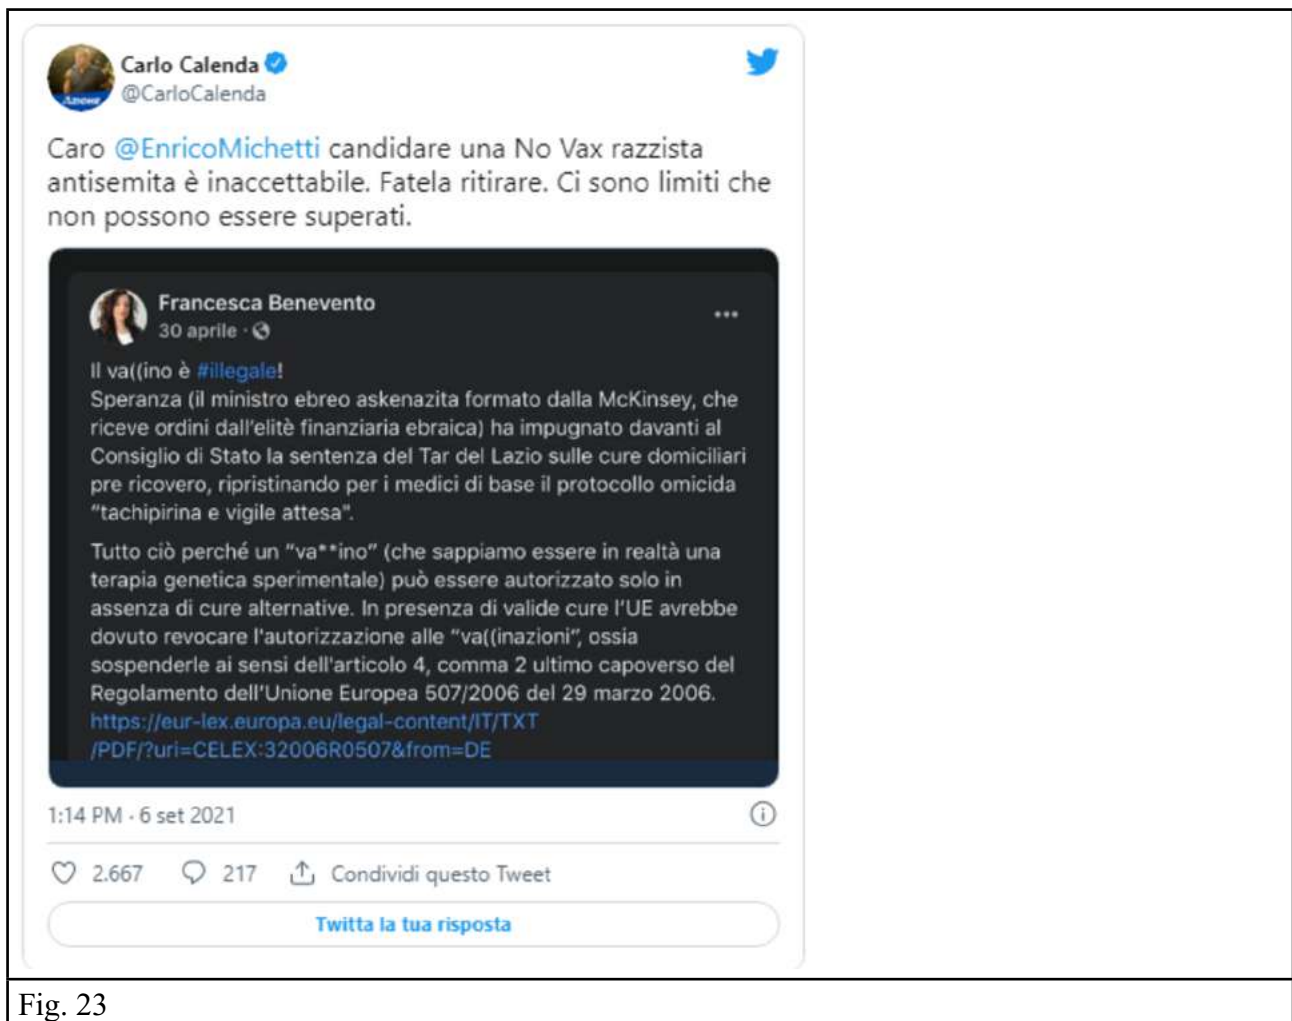 Carlo Calenda
@CarloCalenda
Caro @EnricoMichetti candidare una No Vax razzista
antisemita è inaccettabile. Fatela ritirare. Ci sono limiti che
non possono essere superati.
Francesca Benevento
30 aprile ·
Il va((ino è #illegale!
Speranza (il ministro ebreo askenazita formato dalla McKinsey, che
riceve ordini dall'elitè finanziaria ebraica) ha impugnato davanti al
Consiglio di Stato la sentenza del Tar del Lazio sulle cure domiciliari
pre ricovero, ripristinando per i medici di base il protocollo omicida
"tachipirina e vigile attesa".
Tutto ciò perché un "va**ino" (che sappiamo essere in realtà una
terapia genetica sperimentale) può essere autorizzato solo in
assenza di cure alternative. In presenza di valide cure l'UE avrebbe
dovuto revocare l'autorizzazione alle "va((inazioni", ossia
sospenderle ai sensi dell'articolo 4, comma 2 ultimo capoverso del
Regolamento dell'Unione Europea 507/2006 del 29 marzo 2006.
https://eur-lex.europa.eu/legal-content/IT/TXT
/PDF/?uri=CELEX:32006R0507&from=DE
1:14 PM · 6 set 2021
2.667 217 Condividi questo Tweet
Twitta la tua risposta
Fig. 23